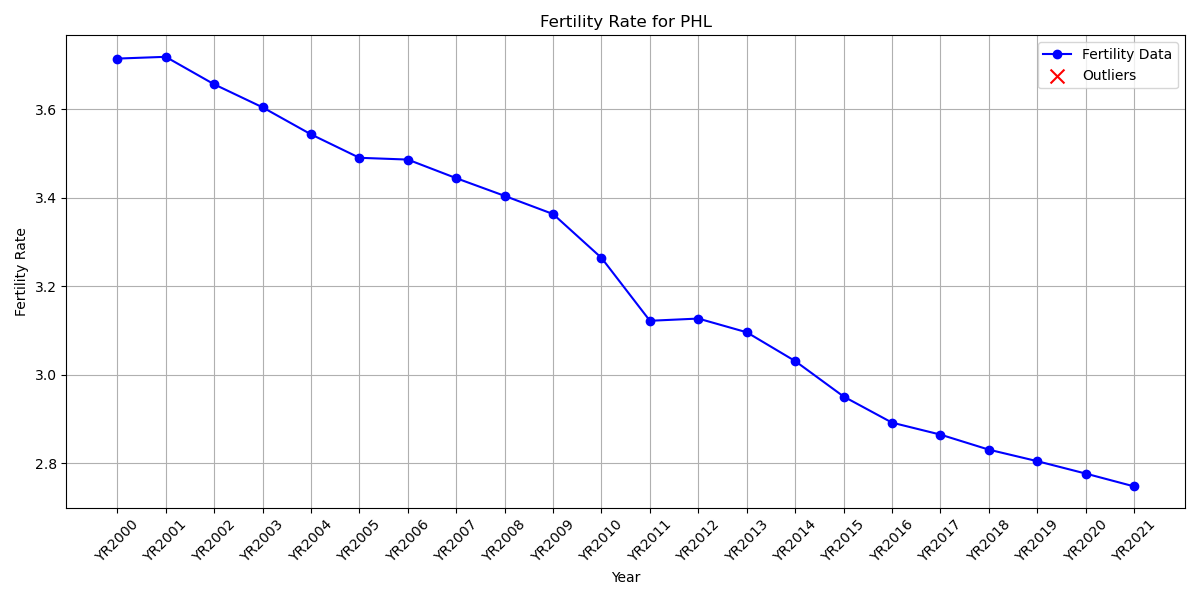 Fertility Rate for PHL
Fertility Data
Outliers
Fertility Rate
3.6
3.4
3.2
3.0
2.8
YR2000
YR2001
YR2002
YR2003
YR2004
YR2005
YR2006
YR2007
YR2008
YR2009
YR2010
YR2011
YR2012
YR2013
YR2014
YR2015
YR2016
YR2017
YR2018
YR2019
YR2020
YR2021
Year